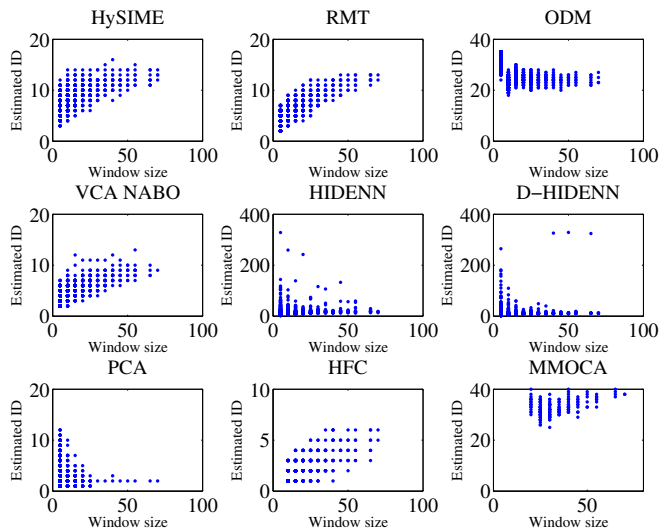 HySIME
RMT
ODM
Estimated ID
20
10
0
0
50
100
Window size
Estimated ID
20
10
0
0
50
100
Window size
Estimated ID
40
20
0
0
50
100
Window size
VCA NABO
HIDENN
D−HIDENN
Estimated ID
20
10
0
0
50
100
Window size
Estimated ID
400
200
0
0
50
100
Window size
Estimated ID
400
200
0
0
50
100
Window size
PCA
HFC
MMOCA
Estimated ID
20
10
0
0
50
100
Window size
Estimated ID
10
5
0
0
50
100
Window size
Estimated ID
40
20
0
0
50
Window size